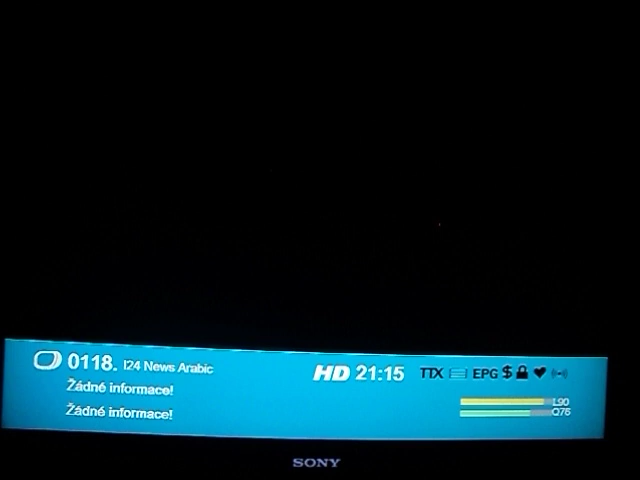 0118. I24 News Arabic HD 21:15 TTX EPG $
Žádné informace!
L90
Žádné informace!
Q76
SONY